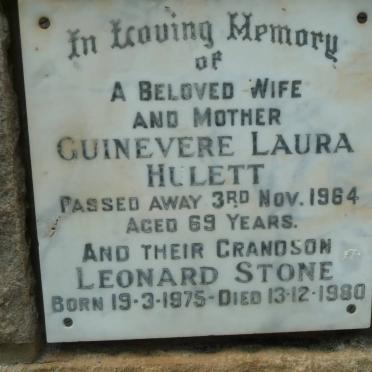 In Loving Memory
of
A Beloved Wife
and Mother
Guinevere Laura
Hulett
Passed away 3rd Nov. 1964
Aged 69 Years.
And their Grandson
Leonard Stone
Born 19-3-1975-Died 13-12-1980